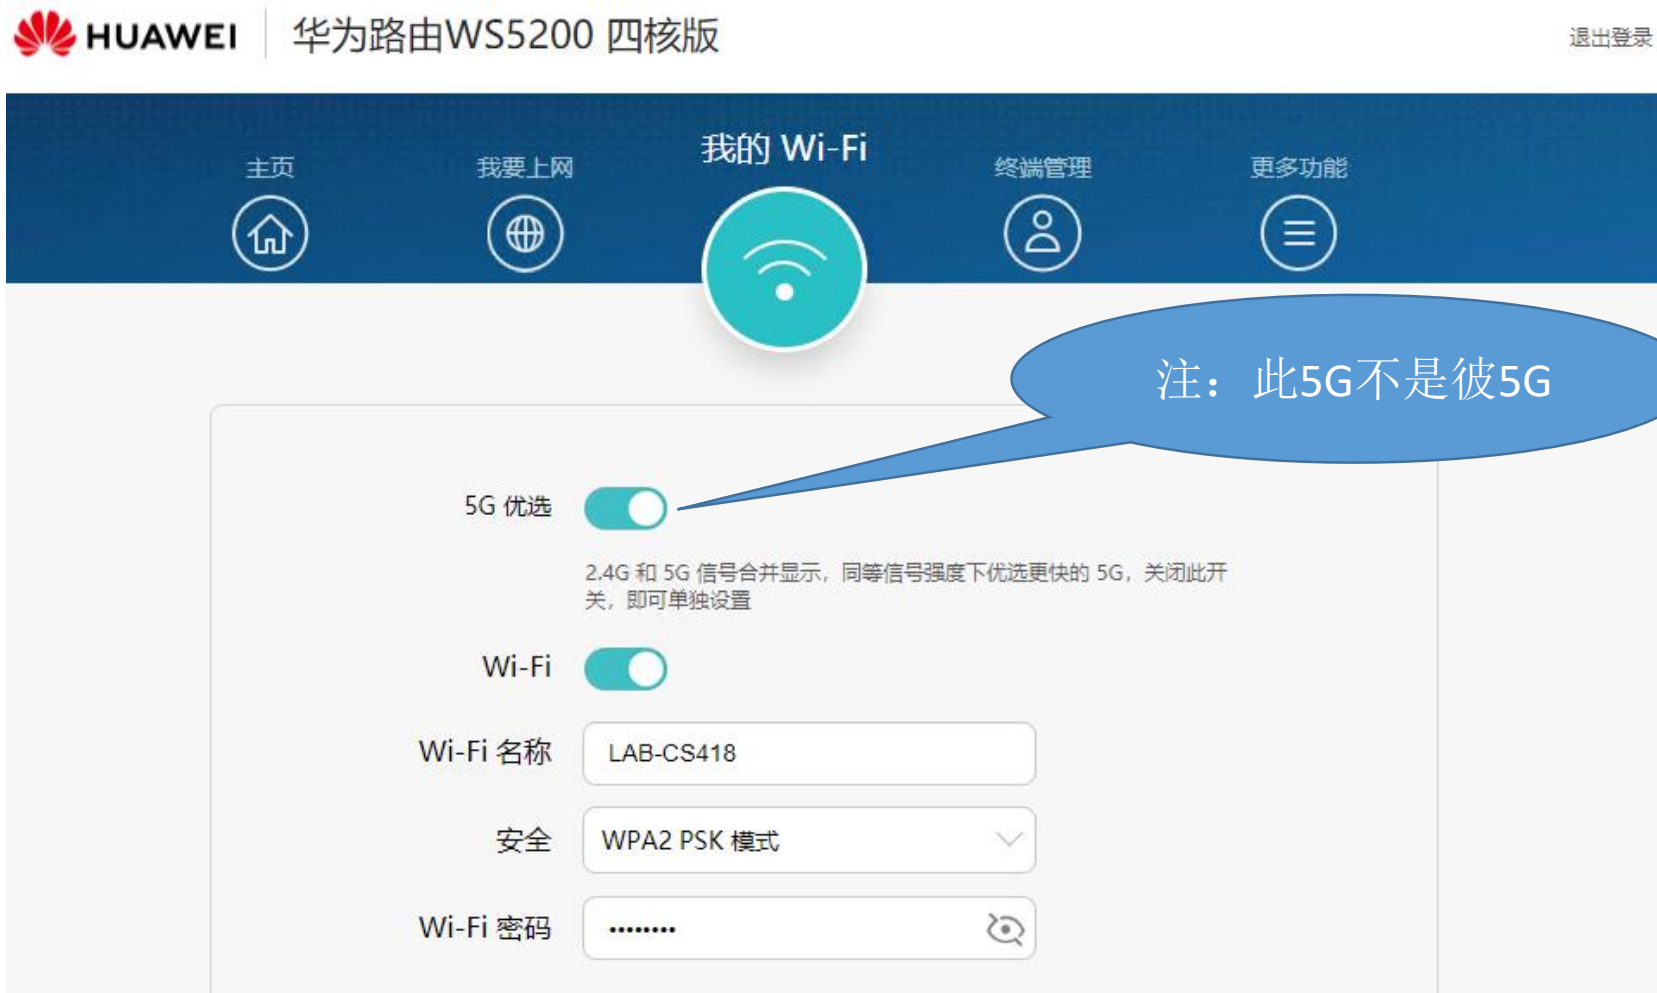 HUAWEI 华为路由WS5200 四核版
退出登录
主页
我要上网
我的 Wi-Fi
终端管理
更多功能
注：此5G不是彼5G
5G 优选
2.4G 和 5G 信号合并显示，同等信号强度下优选更快的 5G，关闭此开
关，即可单独设置
Wi-Fi
Wi-Fi 名称 LAB-CS418
安全 WPA2 PSK 模式
Wi-Fi 密码 ••••••••